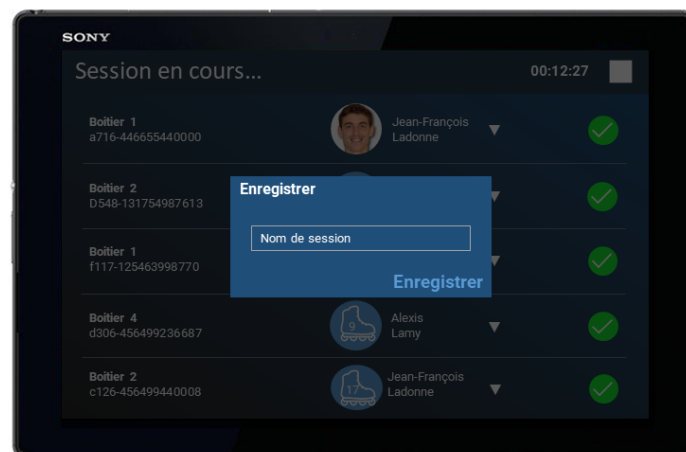 SONY
Session en cours...
00:12:27
Boitier 1
a716-446655440000
Jean-François
Ladonne
Boitier 2
D548-131754987613
Enregistrer
Nom de session
Enregistrer
Boitier 1
f117-125463998770
Boitier 4
d306-456499236687
9
Alexis
Lamy
Boitier 2
c126-456499440008
17
Jean-François
Ladonne